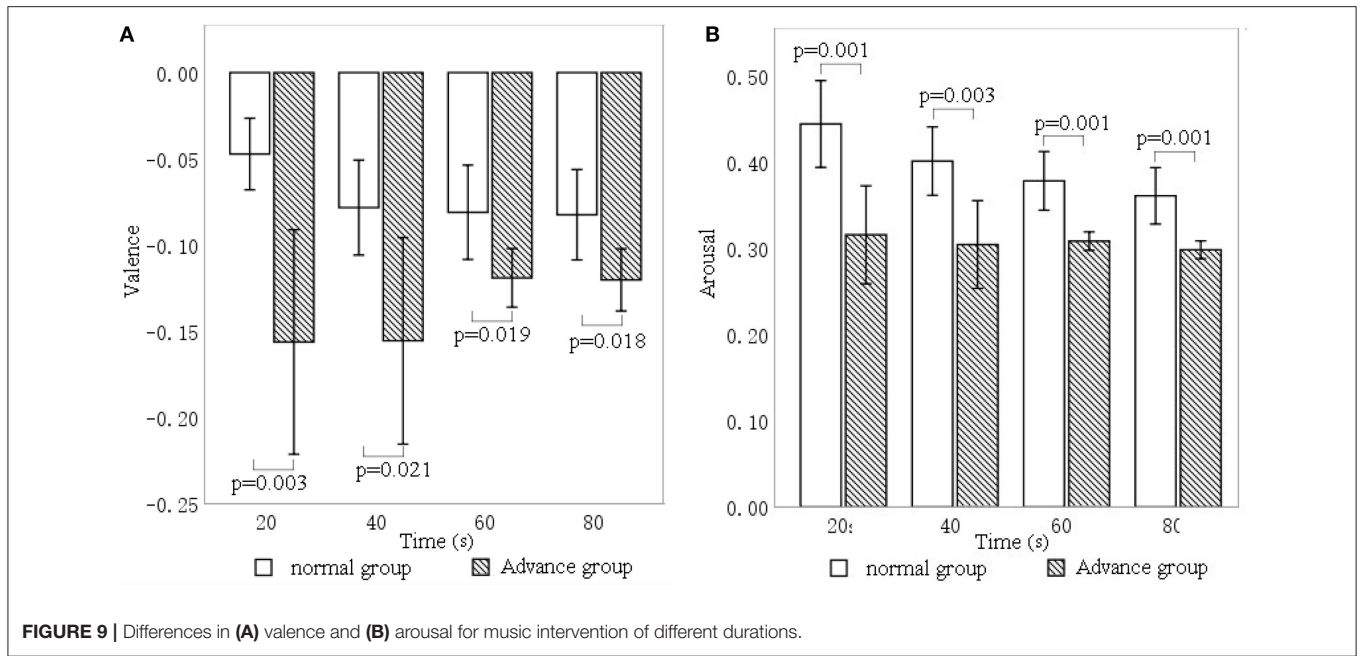 A
0.00
-0.05
-0.10
-0.15
-0.20
-0.25
Valence
p=0.003
p=0.021
p=0.019
p=0.018
20 40 60 80
Time (s)
normal group Advance group
B
0.50
0.40
0.30
0.20
0.10
0.00
Arousal
p=0.001
p=0.003
p=0.001
p=0.001
20s 40 60 80
Time (s)
normal group Advance group
FIGURE 9 | Differences in (A) valence and (B) arousal for music intervention of different durations.